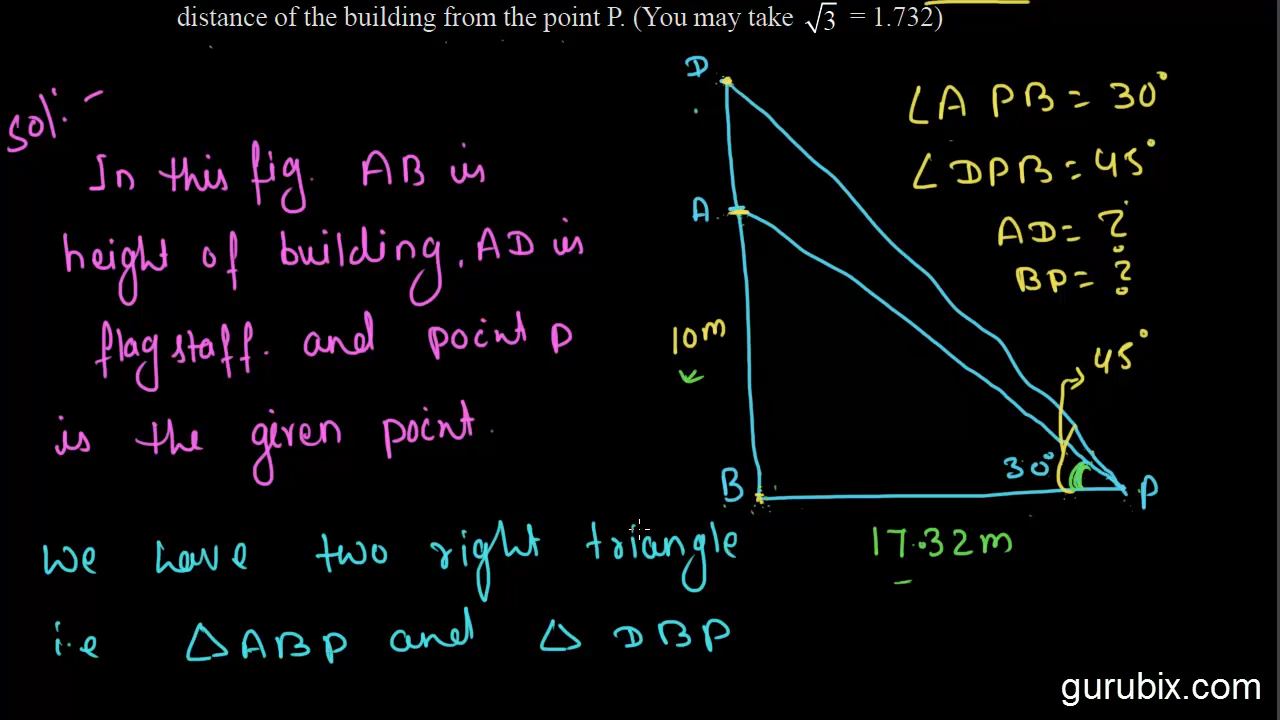 distance of the building from the point P. (You may take √3 = 1.732)
Sol:-
In this fig. AB is
height of building, AD is
flagstaff. and point P
is the given point.
We have two right triangle
i.e △ABP and △ DBP
D
A
10m
B
30°
P
45°
17.32m
∠APB = 30°
∠DPB = 45°
AD = ?
BP = ?
gurubix.com